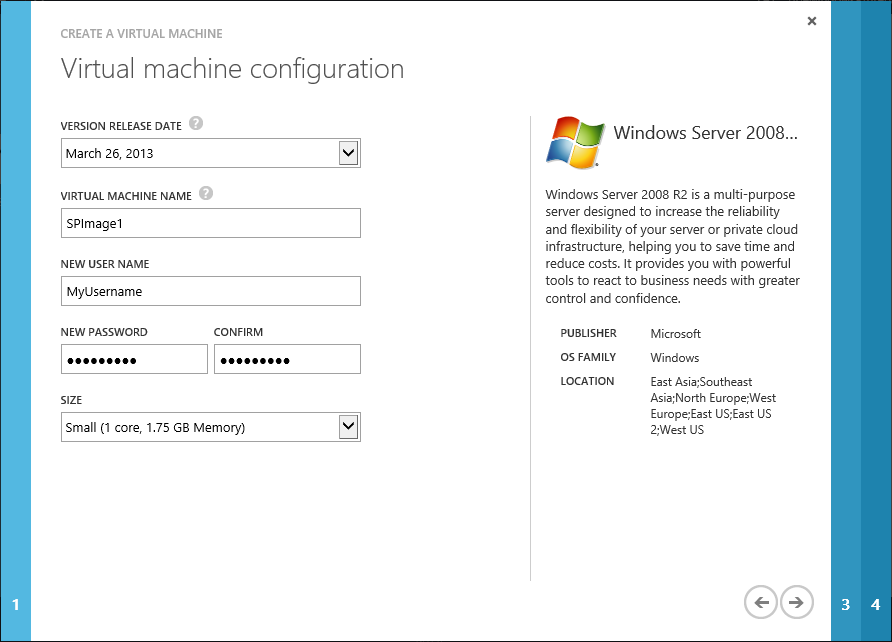 CREATE A VIRTUAL MACHINE
Virtual machine configuration
VERSION RELEASE DATE ?
March 26, 2013
VIRTUAL MACHINE NAME ?
SPImage1
NEW USER NAME
MyUsername
NEW PASSWORD CONFIRM
●●●●●●●●● ●●●●●●●●●
SIZE
Small (1 core, 1.75 GB Memory)
Windows Server 2008...
Windows Server 2008 R2 is a multi-purpose
server designed to increase the reliability
and flexibility of your server or private cloud
infrastructure, helping you to save time and
reduce costs. It provides you with powerful
tools to react to business needs with greater
control and confidence.
PUBLISHER Microsoft
OS FAMILY Windows
LOCATION East Asia;Southeast
Asia;North Europe;West
Europe;East US;East US
2;West US
1
3 4